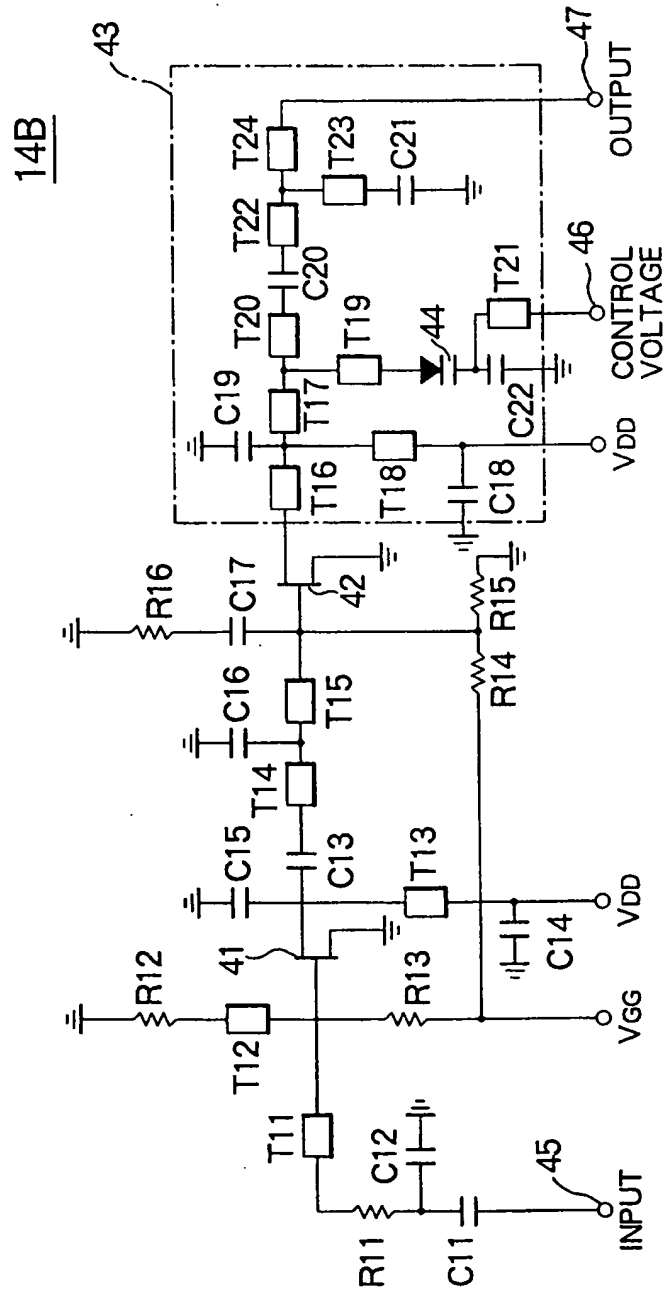 14B
43
R12
T12
T11
R11
C12
C11
45
INPUT
R13
VGG
41
C15
C13
T13
C14
VDD
T14
C16
T15
R16
C17
42
R14
R15
T16
C19
T17
T18
C18
VDD
T20
C20
T22
T24
T19
44
C22
T21
46
CONTROL
VOLTAGE
T23
C21
47
OUTPUT